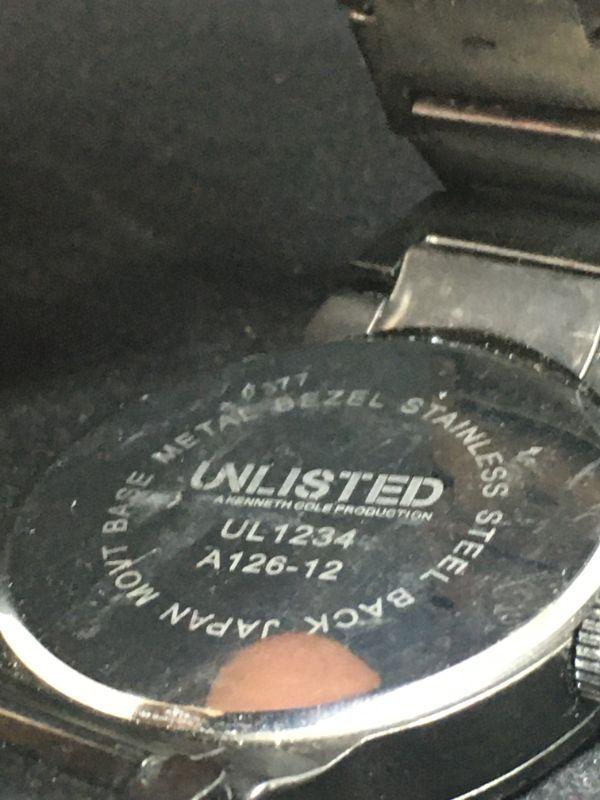 BASE METAL BEZEL STAINLESS STEEL BACK JAPAN MOVT
UNLISTED
A KENNETH COLE PRODUCTION
UL1234
A126-12